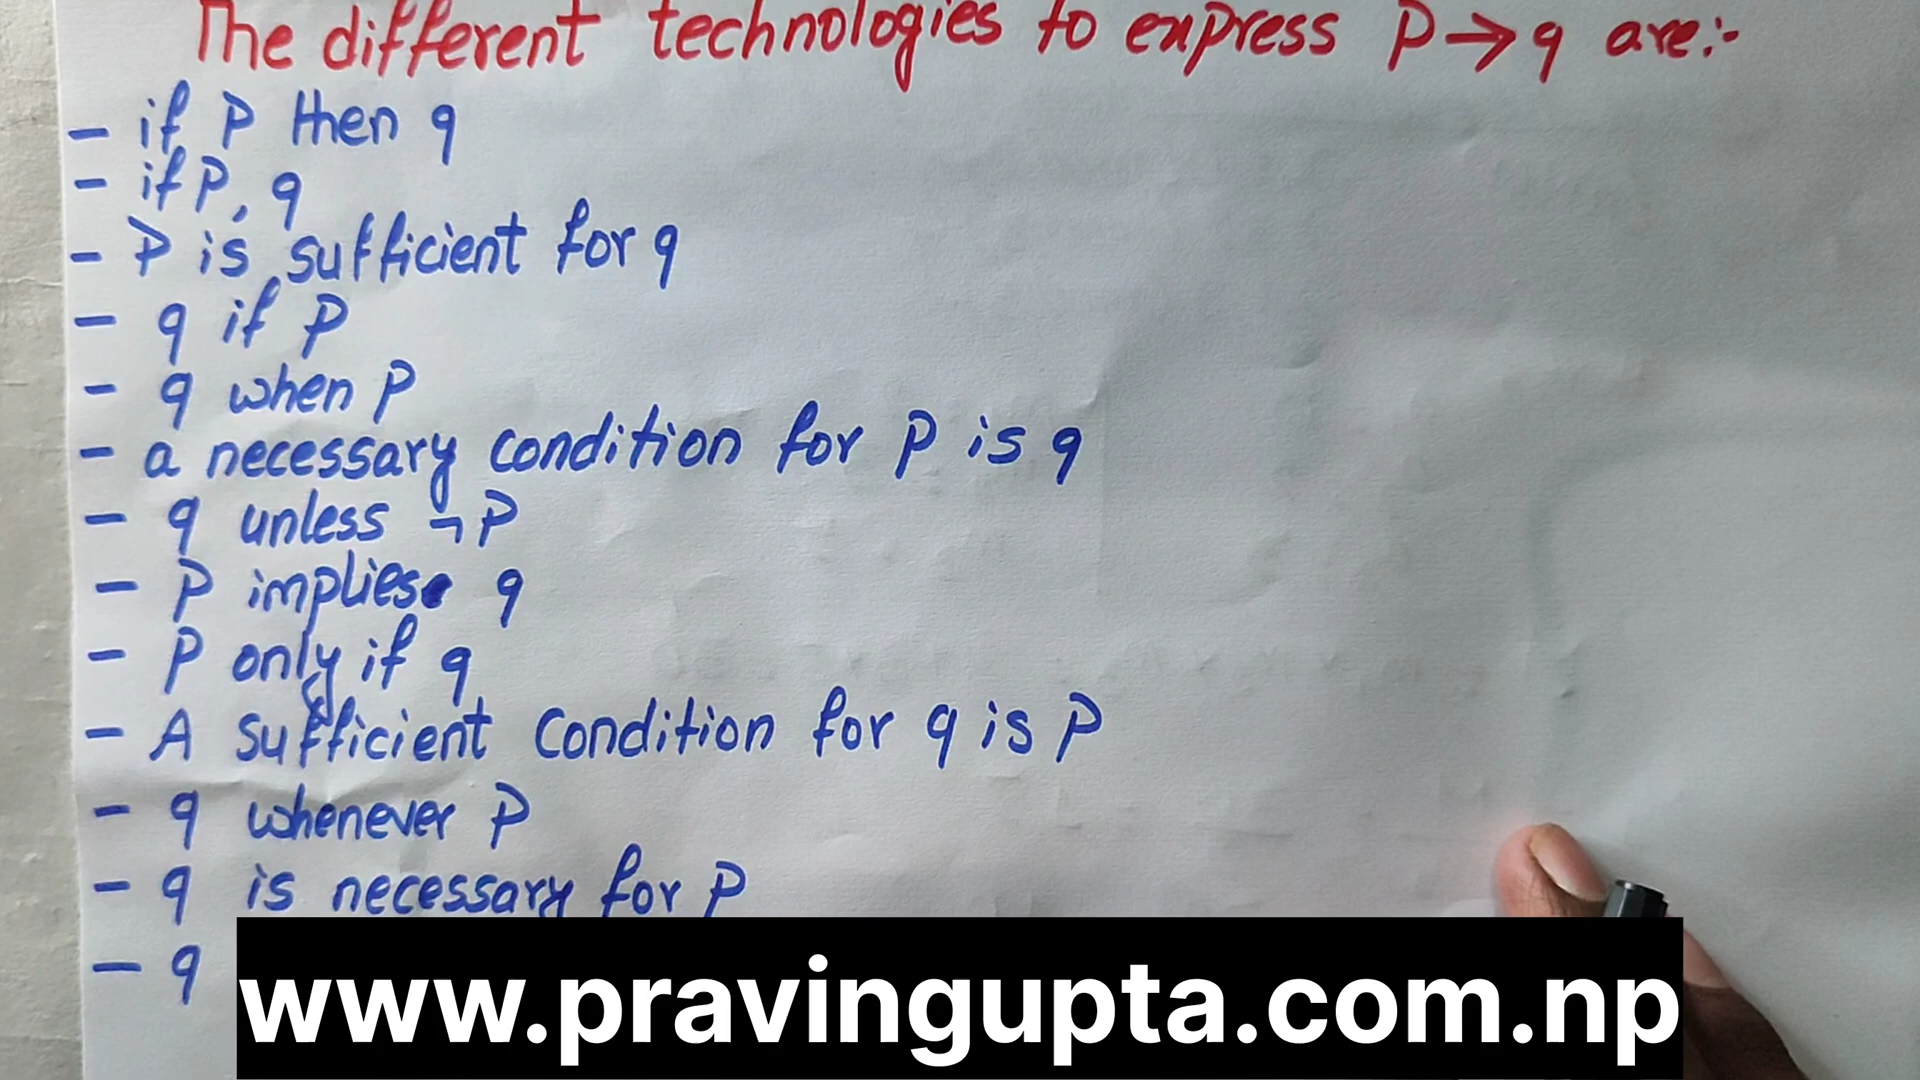 The different technologies to express P→q are:-
- if P then q
- if P, q
- P is sufficient for q
- q if P
- q when P
- a necessary condition for P is q
- q unless ¬P
- P implies q
- P only if q
- A sufficient Condition for q is P
- q whenever P
- q is necessary for P
- q
www.pravingupta.com.np